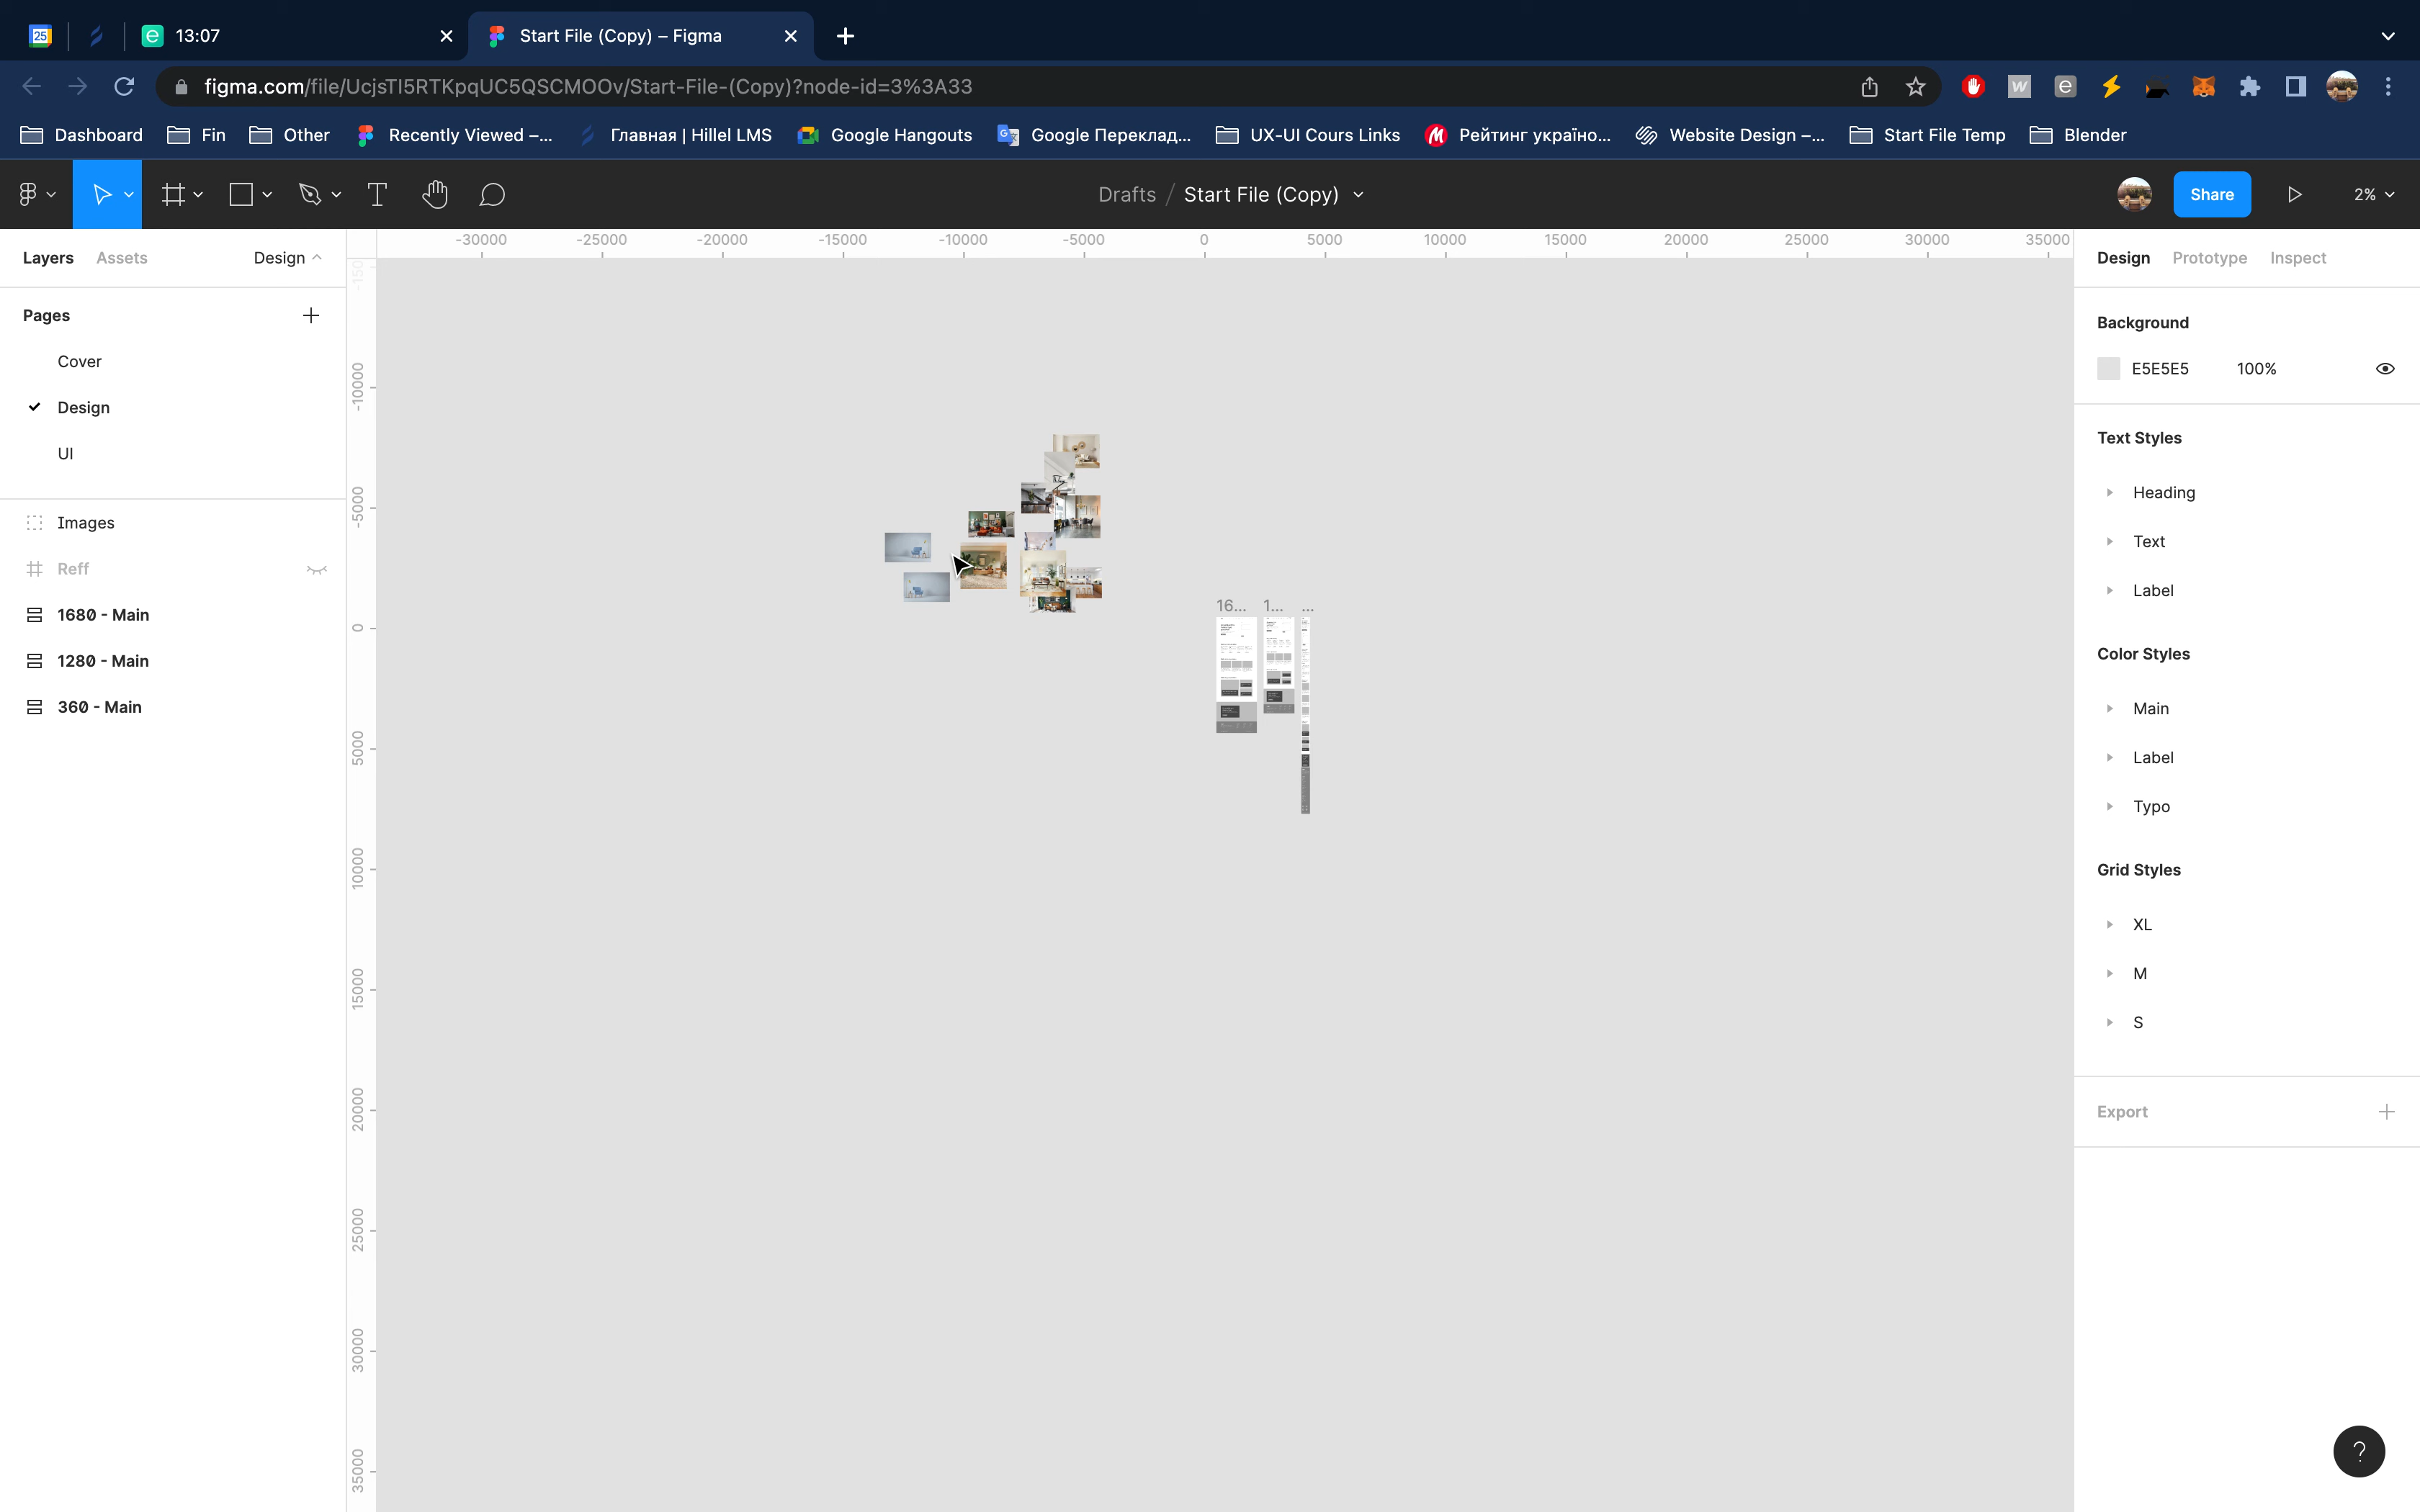 25
e 13:07
Start File (Copy) – Figma
figma.com/file/UcjsTI5RTKpqUC5QSCMOOv/Start-File-(Copy)?node-id=3%3A33
W
e
Dashboard
Fin
Other
Recently Viewed –...
Главная | Hillel LMS
Google Hangouts
Google Переклад...
UX-UI Cours Links
Рейтинг україно...
Website Design –...
Start File Temp
Blender
Drafts / Start File (Copy)
Share
2%
Layers
Assets
Design
-30000
-25000
-20000
-15000
-10000
-5000
0
5000
10000
15000
20000
25000
30000
35000
Design
Prototype
Inspect
Pages
Cover
Design
UI
Images
Reff
1680 - Main
1280 - Main
360 - Main
-10000
-5000
0
5000
10000
15000
20000
25000
30000
35000
16...
1...
...
Background
E5E5E5
100%
Text Styles
Heading
Text
Label
Color Styles
Main
Label
Typo
Grid Styles
XL
M
S
Export
?